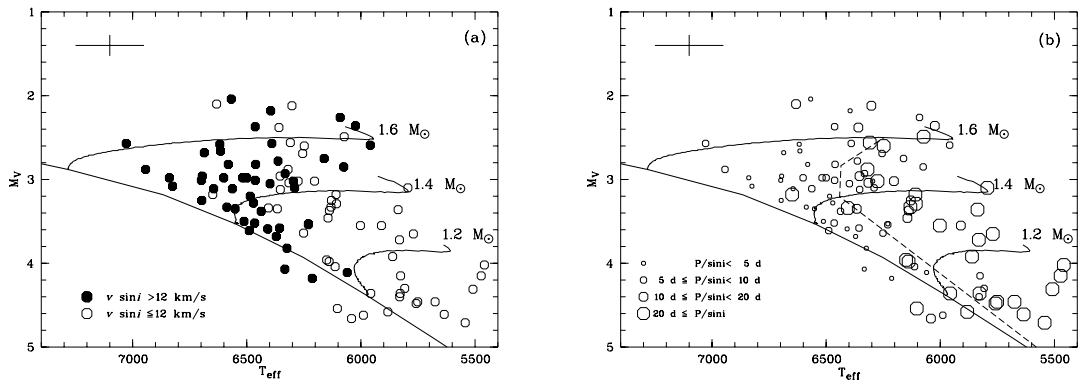 1
2
3
4
5
M_V
(a)
1.6 M⊙
1.4 M⊙
1.2 M⊙
v sini >12 km/s
v sini ≦12 km/s
7000 6500 6000 5500
T_eff
1
2
3
4
5
M_V
(b)
1.6 M⊙
1.4 M⊙
1.2 M⊙
P/sini< 5 d
5 d ≦ P/sini< 10 d
10 d ≦ P/sini< 20 d
20 d ≦ P/sini
7000 6500 6000 5500
T_eff